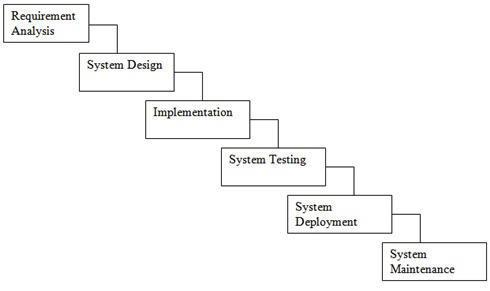 Requirement
Analysis
System Design
Implementation
System Testing
System
Deployment
System
Maintenance